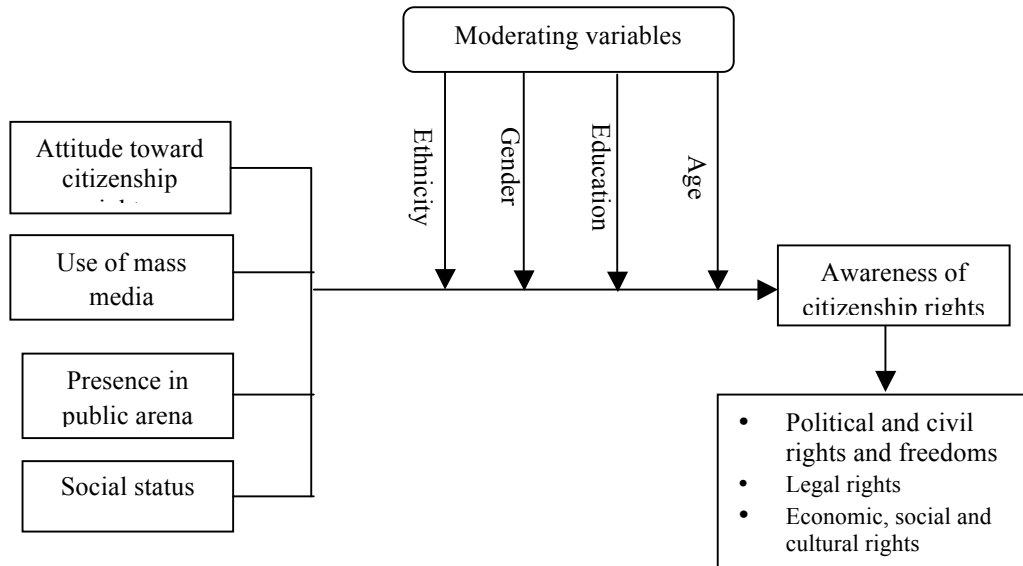 Moderating variables
Ethnicity
Gender
Education
Age
Attitude toward
citizenship
Use of mass
media
Presence in
public arena
Social status
Awareness of
citizenship rights
• Political and civil
rights and freedoms
• Legal rights
• Economic, social and
cultural rights